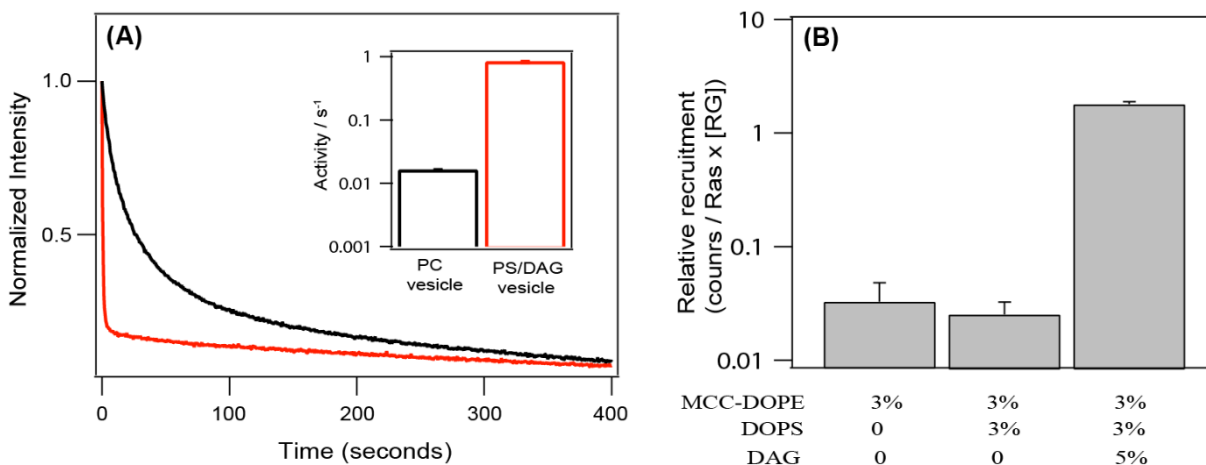 (A)
Normalized Intensity
1.0
0.5
0
100
200
300
400
Time (seconds)
Activity / s⁻¹
1
0.1
0.01
0.001
PC
vesicle
PS/DAG
vesicle
(B)
Relative recruitment
(counrs / Ras x [RG])
10
1
0.1
0.01
MCC-DOPE 3% 3% 3%
DOPS 0 3% 3%
DAG 0 0 5%